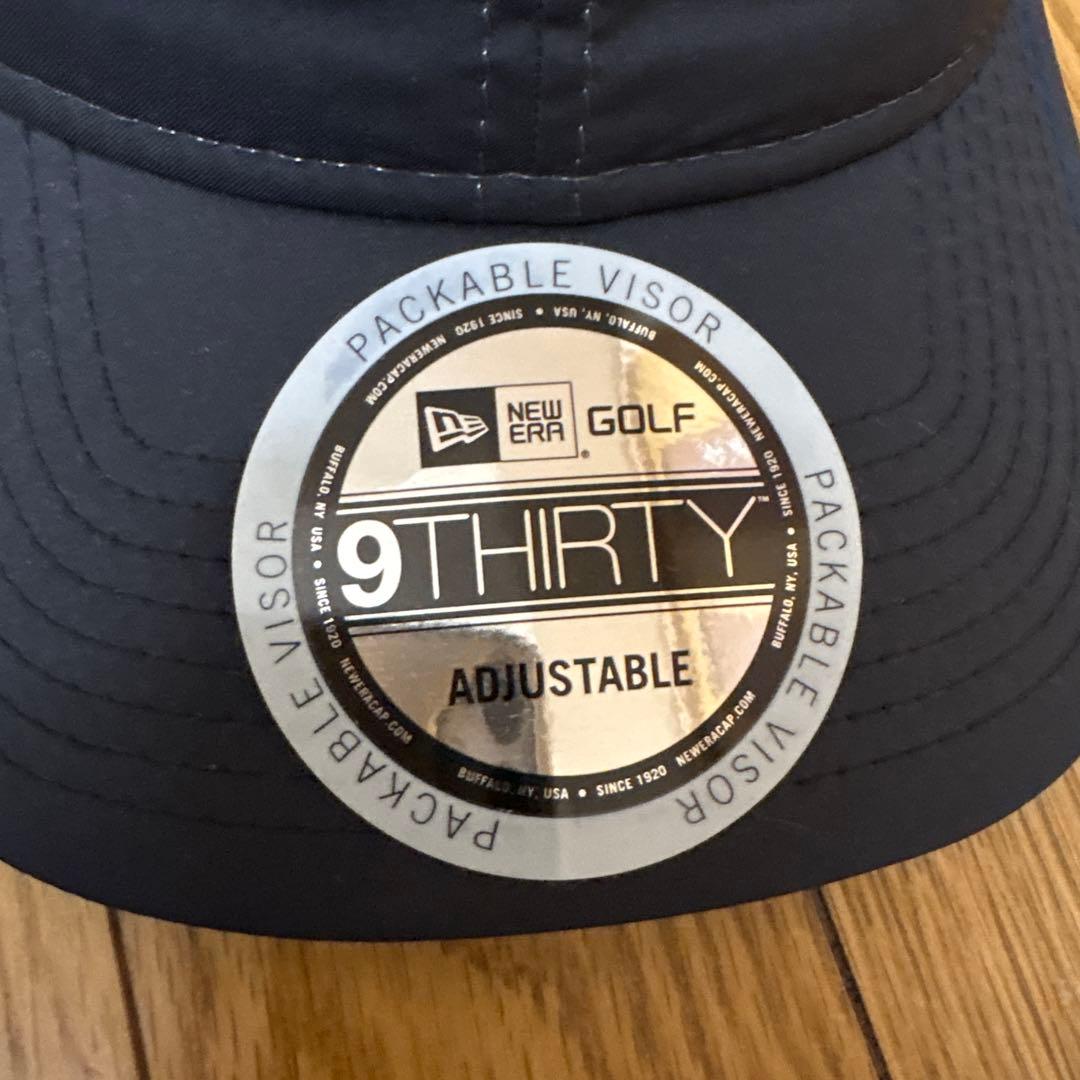 PACKABLE VISOR
BUFFALO, NY, USA • SINCE 1920 NEWERACAP.COM
NEW ERA® GOLF
9THIRTY™
ADJUSTABLE
BUFFALO, NY, USA • SINCE 1920 NEWERACAP.COM
PACKABLE VISOR
BUFFALO, NY, USA • SINCE 1920 NEWERACAP.COM
PACKABLE VISOR
BUFFALO, NY USA • SINCE 1920 NEWERACAP.COM